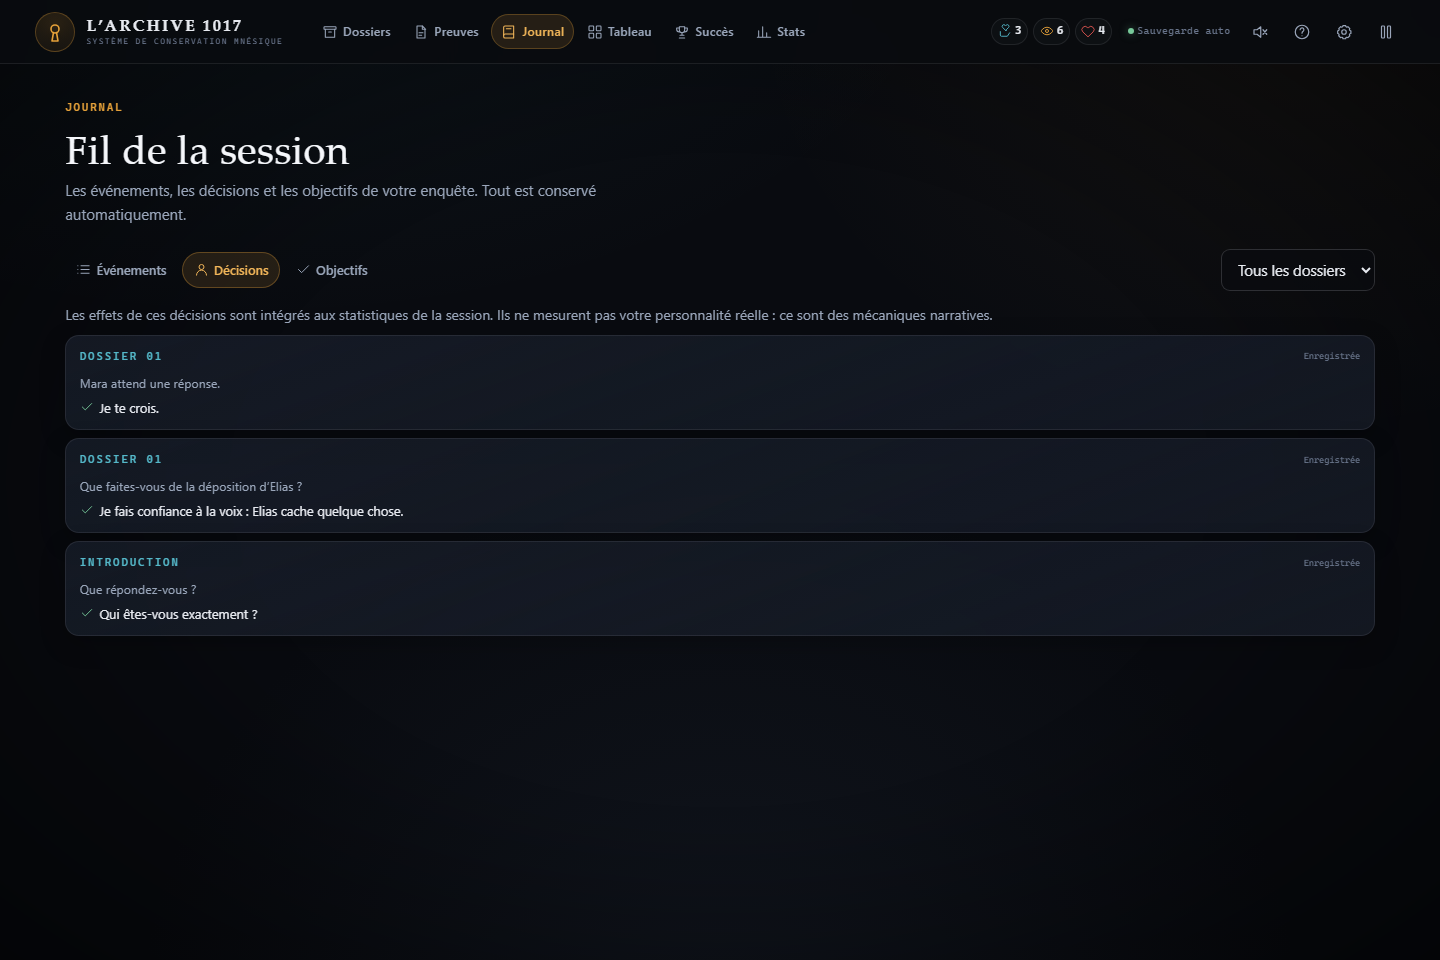 L'ARCHIVE 1017
SYSTÈME DE CONSERVATION MNÉSIQUE
Dossiers
Preuves
Journal
Tableau
Succès
Stats
3
6
4
Sauvegarde auto
JOURNAL
Fil de la session
Les événements, les décisions et les objectifs de votre enquête. Tout est conservé
automatiquement.
Événements
Décisions
Objectifs
Tous les dossiers
Les effets de ces décisions sont intégrés aux statistiques de la session. Ils ne mesurent pas votre personnalité réelle : ce sont des mécaniques narratives.
DOSSIER 01
Enregistrée
Mara attend une réponse.
Je te crois.
DOSSIER 01
Enregistrée
Que faites-vous de la déposition d'Elias ?
Je fais confiance à la voix : Elias cache quelque chose.
INTRODUCTION
Enregistrée
Que répondez-vous ?
Qui êtes-vous exactement ?